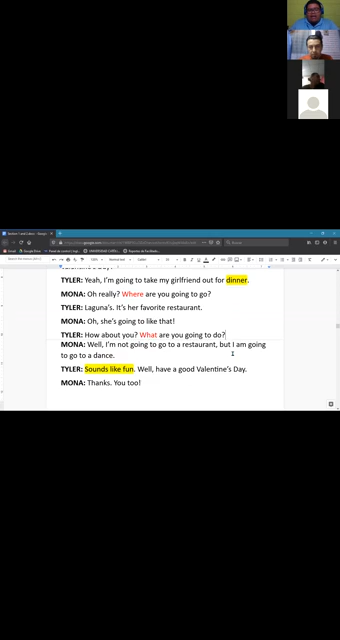 Valentine's Day?
TYLER: Yeah, I'm going to take my girlfriend out for dinner.
MONA: Oh really? Where are you going to go?
TYLER: Laguna's. It's her favorite restaurant.
MONA: Oh, she's going to like that!
TYLER: How about you? What are you going to do?
MONA: Well, I'm not going to go to a restaurant, but I am going
to go to a dance.
TYLER: Sounds like fun. Well, have a good Valentine's Day.
MONA: Thanks. You too!